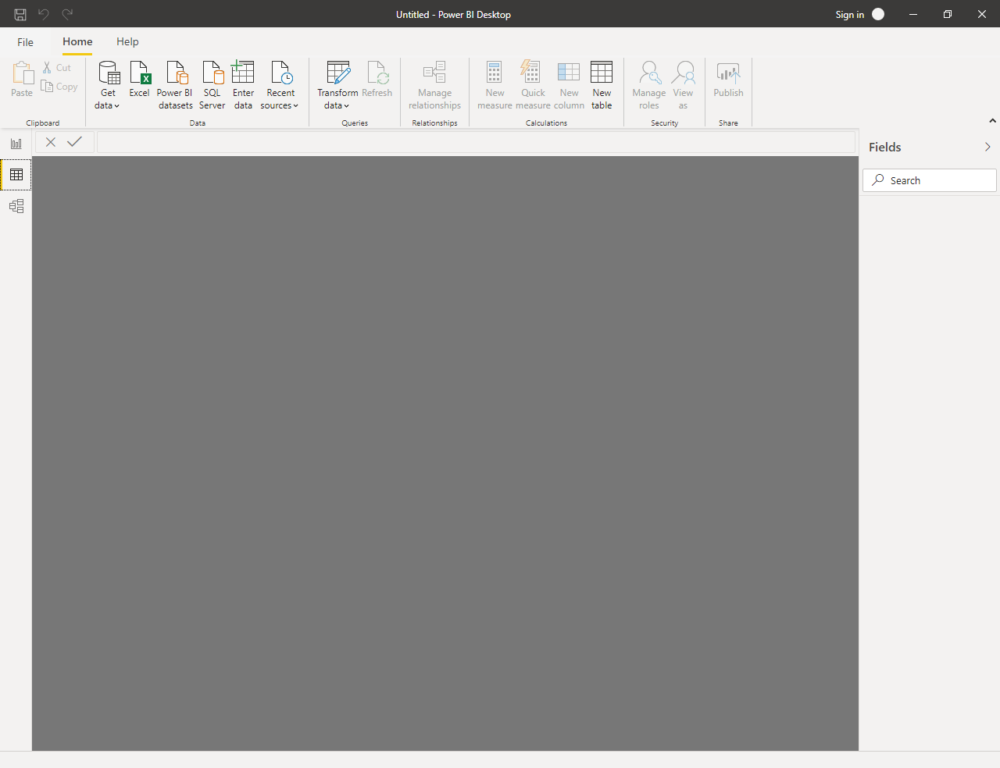 Untitled - Power BI Desktop
Sign in
File
Home
Help
Paste
Cut
Copy
Clipboard
Get
data
Excel
Power BI
datasets
SQL
Server
Enter
data
Recent
sources
Data
Transform
data
Refresh
Queries
Manage
relationships
Relationships
New
measure
Quick
measure
New
column
New
table
Calculations
Manage
roles
View
as
Security
Publish
Share
Fields
Search